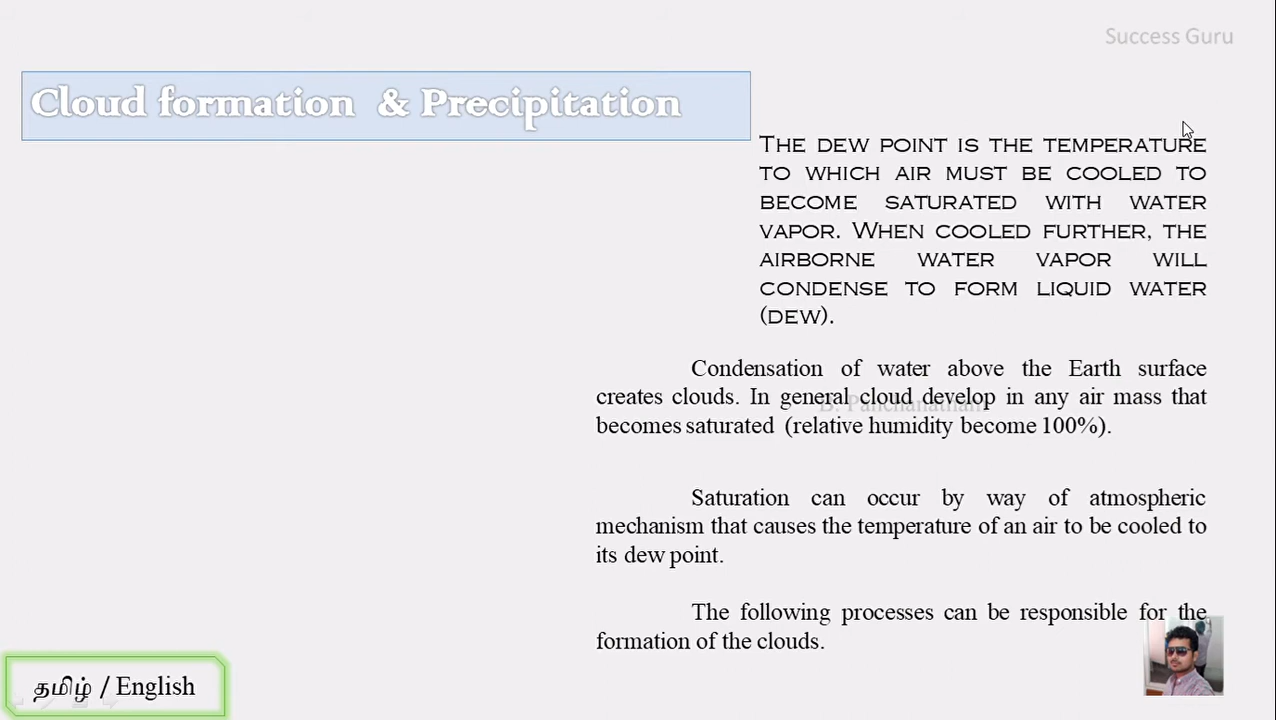 Success Guru
Cloud formation & Precipitation
THE DEW POINT IS THE TEMPERATURE
TO WHICH AIR MUST BE COOLED TO
BECOME SATURATED WITH WATER
VAPOR. WHEN COOLED FURTHER, THE
AIRBORNE WATER VAPOR WILL
CONDENSE TO FORM LIQUID WATER
(DEW).
Condensation of water above the Earth surface
creates clouds. In general cloud develop in any air mass that
B. Panchanathan
becomes saturated (relative humidity become 100%).
Saturation can occur by way of atmospheric
mechanism that causes the temperature of an air to be cooled to
its dew point.
The following processes can be responsible for the
formation of the clouds.
தமிழ் / English